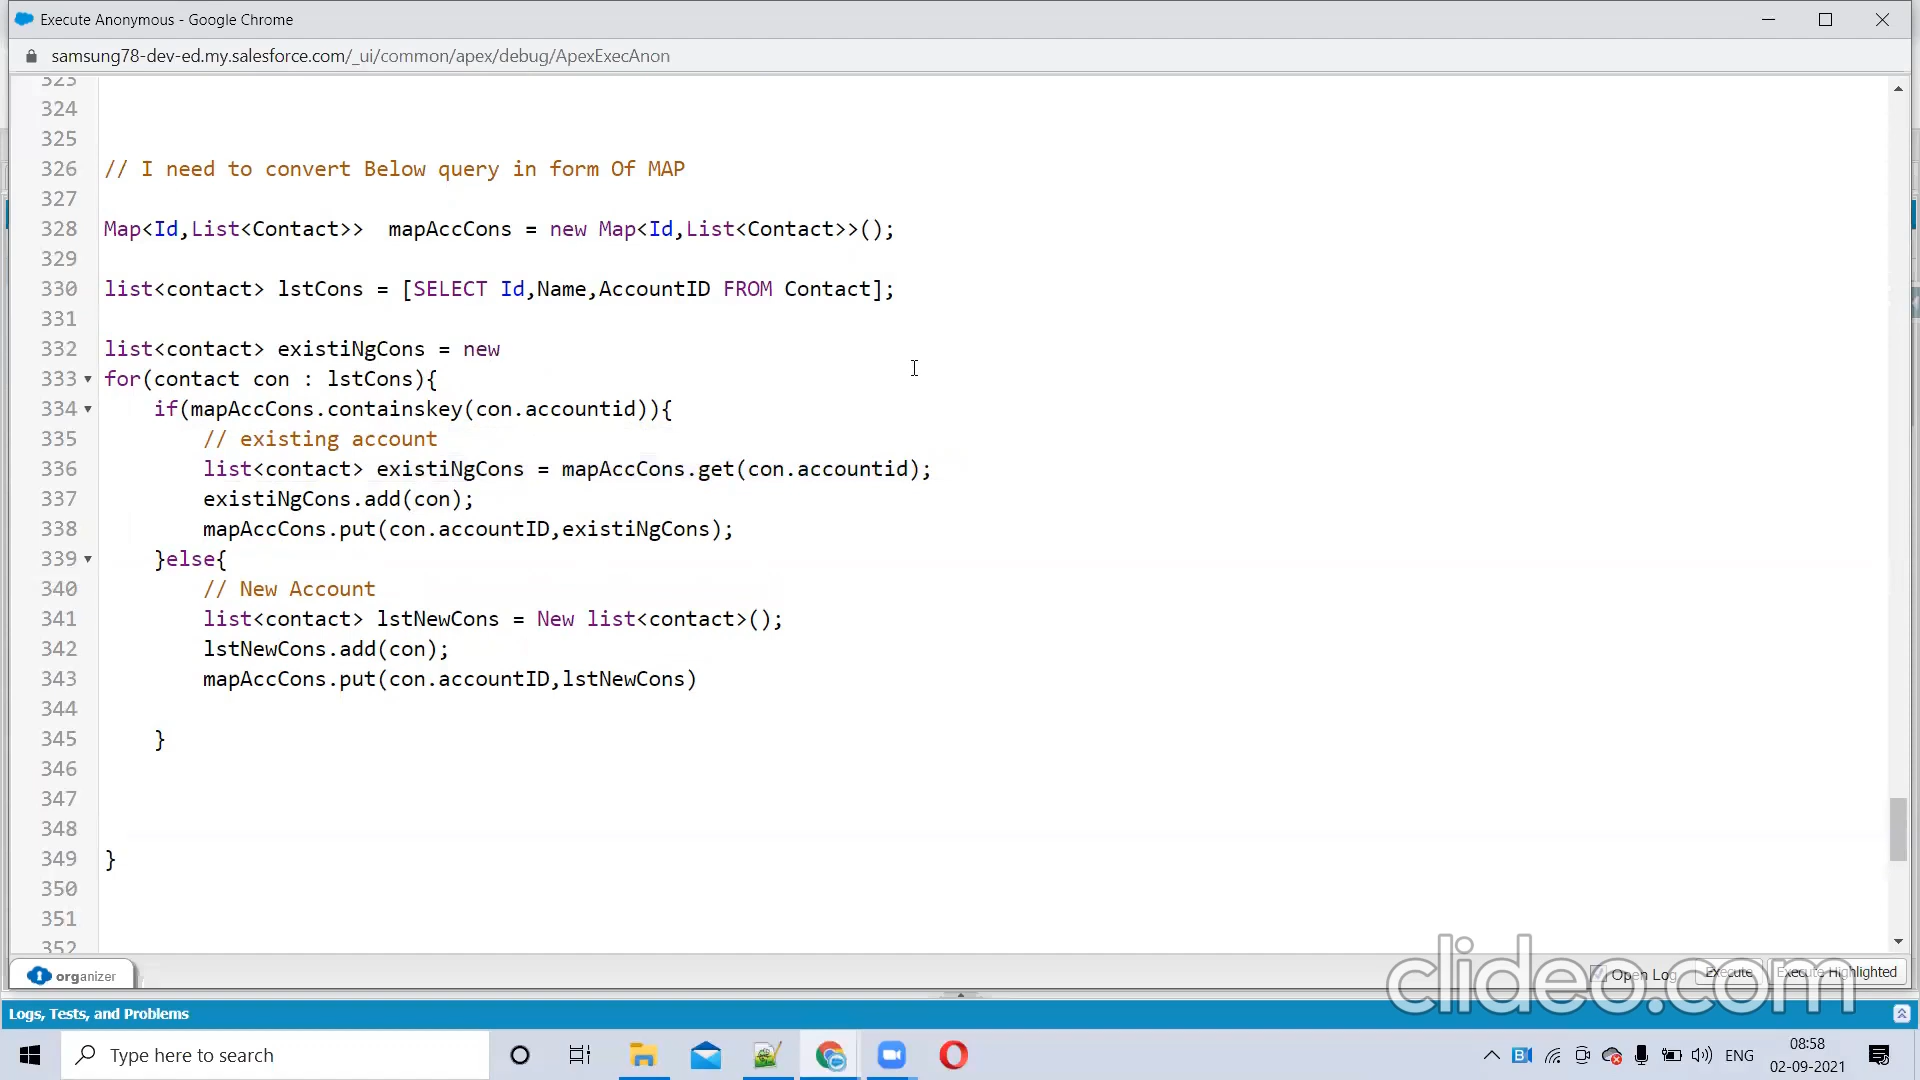 Execute Anonymous - Google Chrome
samsung78-dev-ed.my.salesforce.com/_ui/common/apex/debug/ApexExecAnon
323
324
325
326 // I need to convert Below query in form Of MAP
327
328 Map<Id,List<Contact>>  mapAccCons = new Map<Id,List<Contact>>();
329
330 list<contact> lstCons = [SELECT Id,Name,AccountID FROM Contact];
331
332 list<contact> existiNgCons = new
333 for(contact con : lstCons){
334     if(mapAccCons.containskey(con.accountid)){
335         // existing account
336         list<contact> existiNgCons = mapAccCons.get(con.accountid);
337         existiNgCons.add(con);
338         mapAccCons.put(con.accountID,existiNgCons);
339     }else{
340         // New Account
341         list<contact> lstNewCons = New list<contact>();
342         lstNewCons.add(con);
343         mapAccCons.put(con.accountID,lstNewCons)
344
345     }
346
347
348
349 }
350
351
352
organizer
Open Log Execute Execute Highlighted
clideo.com
Logs, Tests, and Problems
Type here to search
ENG
08:58
02-09-2021